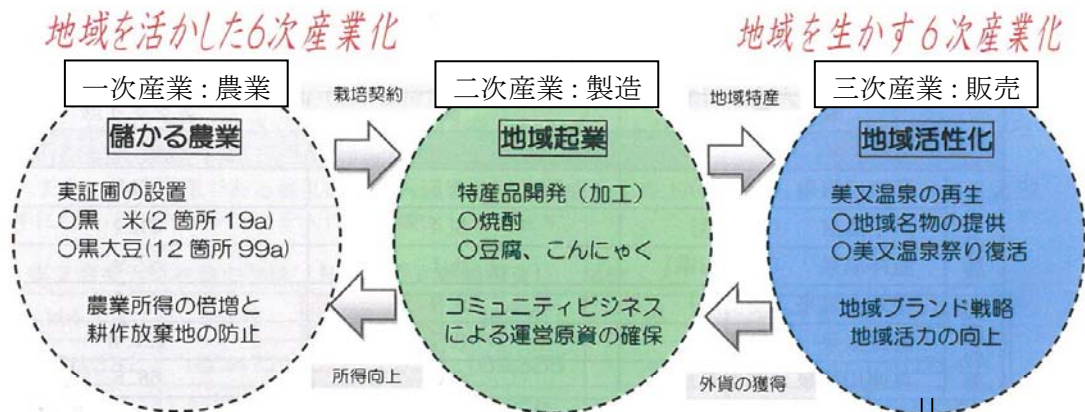 地域を活かした6次産業化
地域を生かす6次産業化
一次産業:農業
儲かる農業
実証圃の設置
○黒 米(2箇所19a)
○黒大豆(12箇所99a)
農業所得の倍増と
耕作放棄地の防止
栽培契約
所得向上
二次産業:製造
地域起業
特産品開発(加工)
○焼酎
○豆腐、こんにゃく
コミュニティビジネス
による運営原資の確保
地域特産
外貨の獲得
三次産業:販売
地域活性化
美又温泉の再生
○地域名物の提供
○美又温泉祭り復活
地域ブランド戦略
地域活力の向上